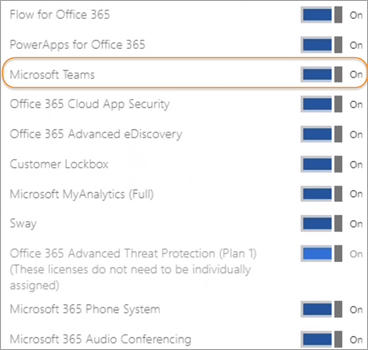 Flow for Office 365 On
PowerApps for Office 365 On
Microsoft Teams On
Office 365 Cloud App Security On
Office 365 Advanced eDiscovery On
Customer Lockbox On
Microsoft MyAnalytics (Full) On
Sway On
Office 365 Advanced Threat Protection (Plan 1) On
(These licenses do not need to be individually
assigned)
Microsoft 365 Phone System On
Microsoft 365 Audio Conferencing On